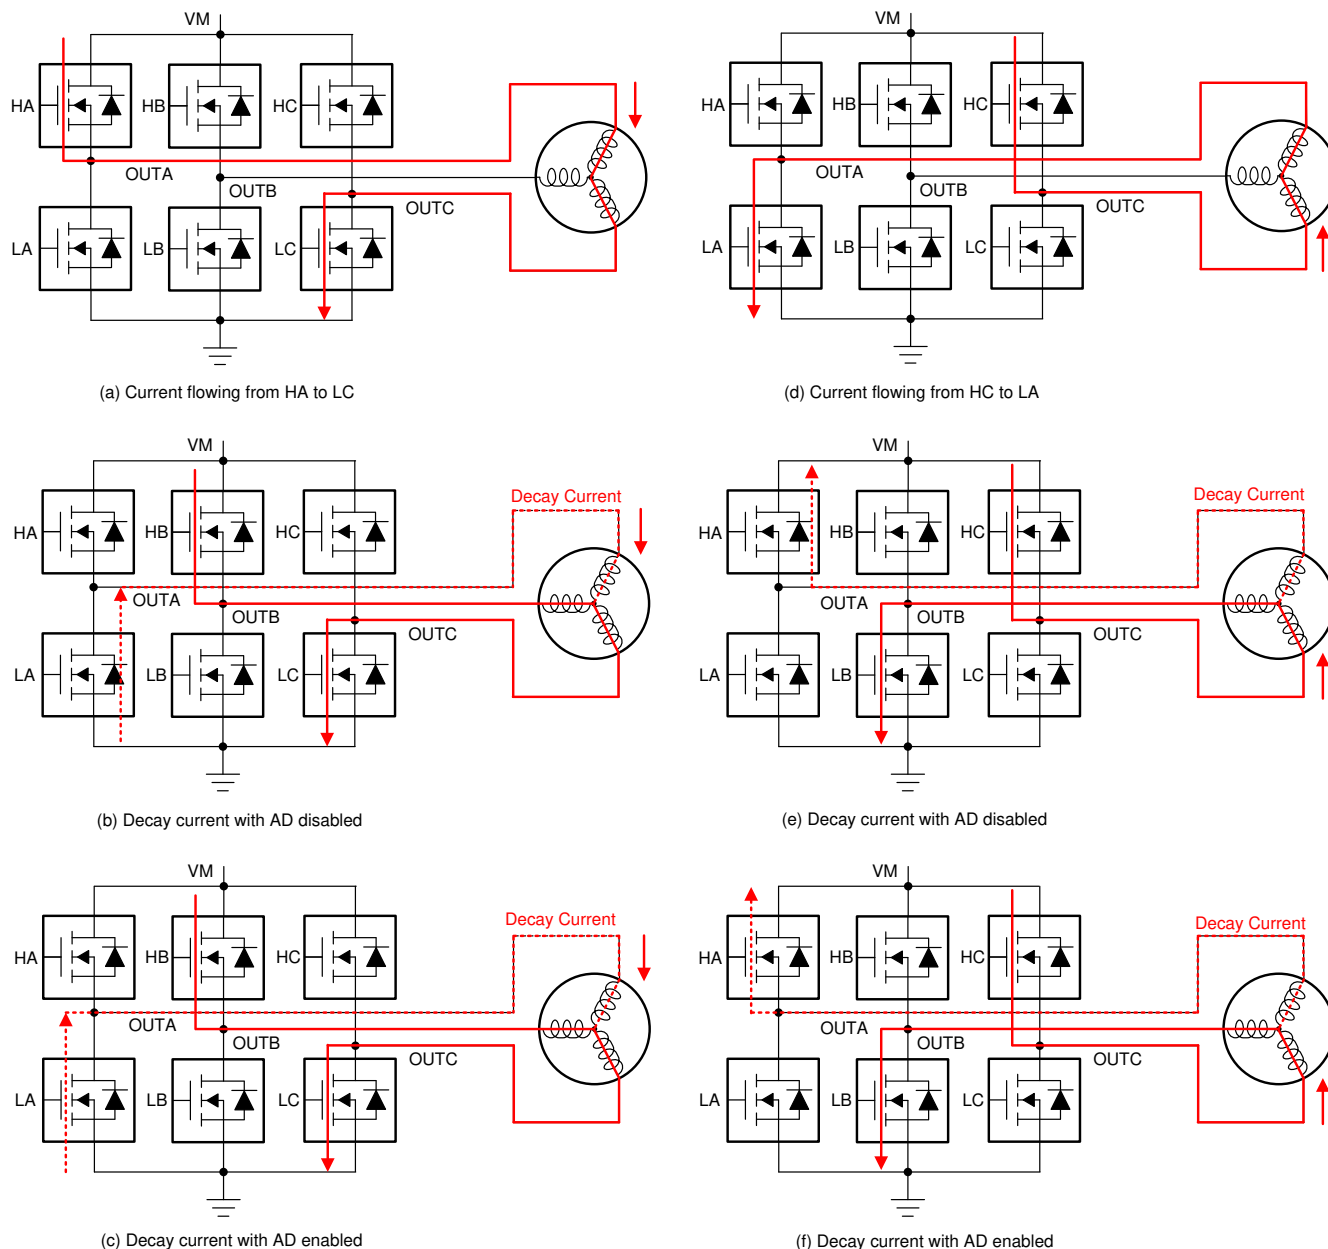 VM
HA
HB
HC
OUTA
OUTB
OUTC
LA
LB
LC
(a) Current flowing from HA to LC
VM
HA
HB
HC
OUTA
OUTB
OUTC
LA
LB
LC
(d) Current flowing from HC to LA
VM
Decay Current
HA
HB
HC
OUTA
OUTB
OUTC
LA
LB
LC
(b) Decay current with AD disabled
VM
Decay Current
HA
HB
HC
OUTA
OUTB
OUTC
LA
LB
LC
(e) Decay current with AD disabled
VM
Decay Current
HA
HB
HC
OUTA
OUTB
OUTC
LA
LB
LC
(c) Decay current with AD enabled
VM
Decay Current
HA
HB
HC
OUTA
OUTB
OUTC
LA
LB
LC
(f) Decay current with AD enabled